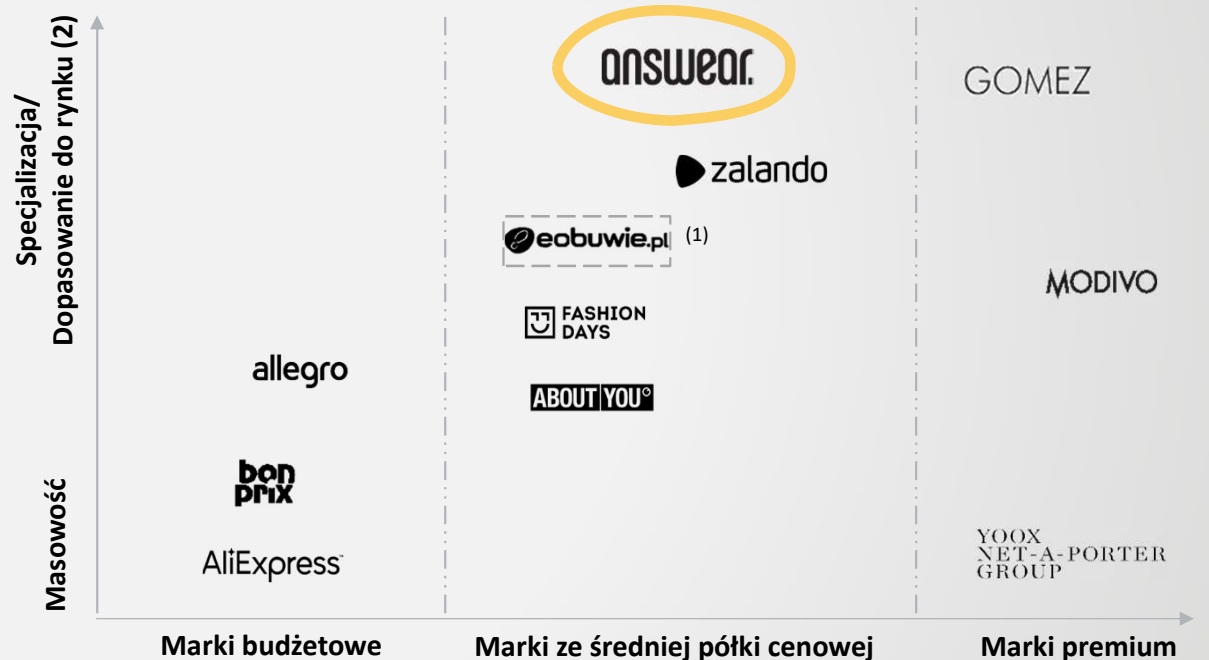 Specjalizacja/
Dopasowanie do rynku (2)
Masowość
answear.
GOMEZ
zalando
eobuwie.pl (1)
MODIVO
FASHION
DAYS
allegro
ABOUT YOU°
bon
prix
AliExpress™
YOOX
NET-A-PORTER
GROUP
Marki budżetowe
Marki ze średniej półki cenowej
Marki premium